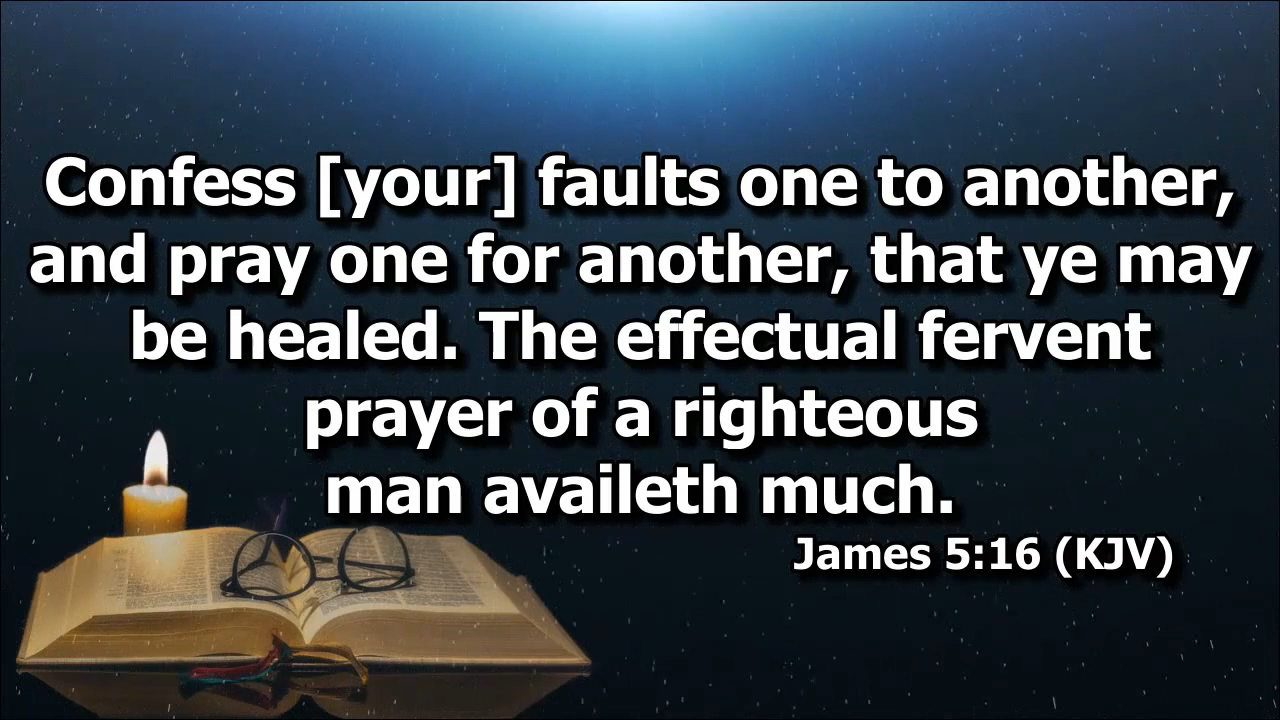 Confess [your] faults one to another,
and pray one for another, that ye may
be healed. The effectual fervent
prayer of a righteous
man availeth much.
James 5:16 (KJV)